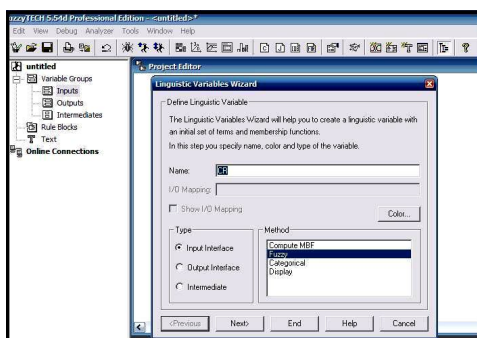 uzzyTECH 5.54d Professional Edition - <untitled>*
Edit View Debug Analyzer Tools Window Help
untitled
Variable Groups
Inputs
Outputs
Intermediates
Rule Blocks
Text
Online Connections
Project Editor
Linguistic Variables Wizard
Define Linguistic Variable
The Linguistic Variables Wizard will help you to create a linguistic variable with
an initial set of terms and membership functions.
In this step you specify name, color and type of the variable.
Name: CR
I/O Mapping:
Show I/O Mapping
Color...
Type
Input Interface
Output Interface
Intermediate
Method
Compute MBF
Fuzzy
Categorical
Display
<Previous Next> End Help Cancel